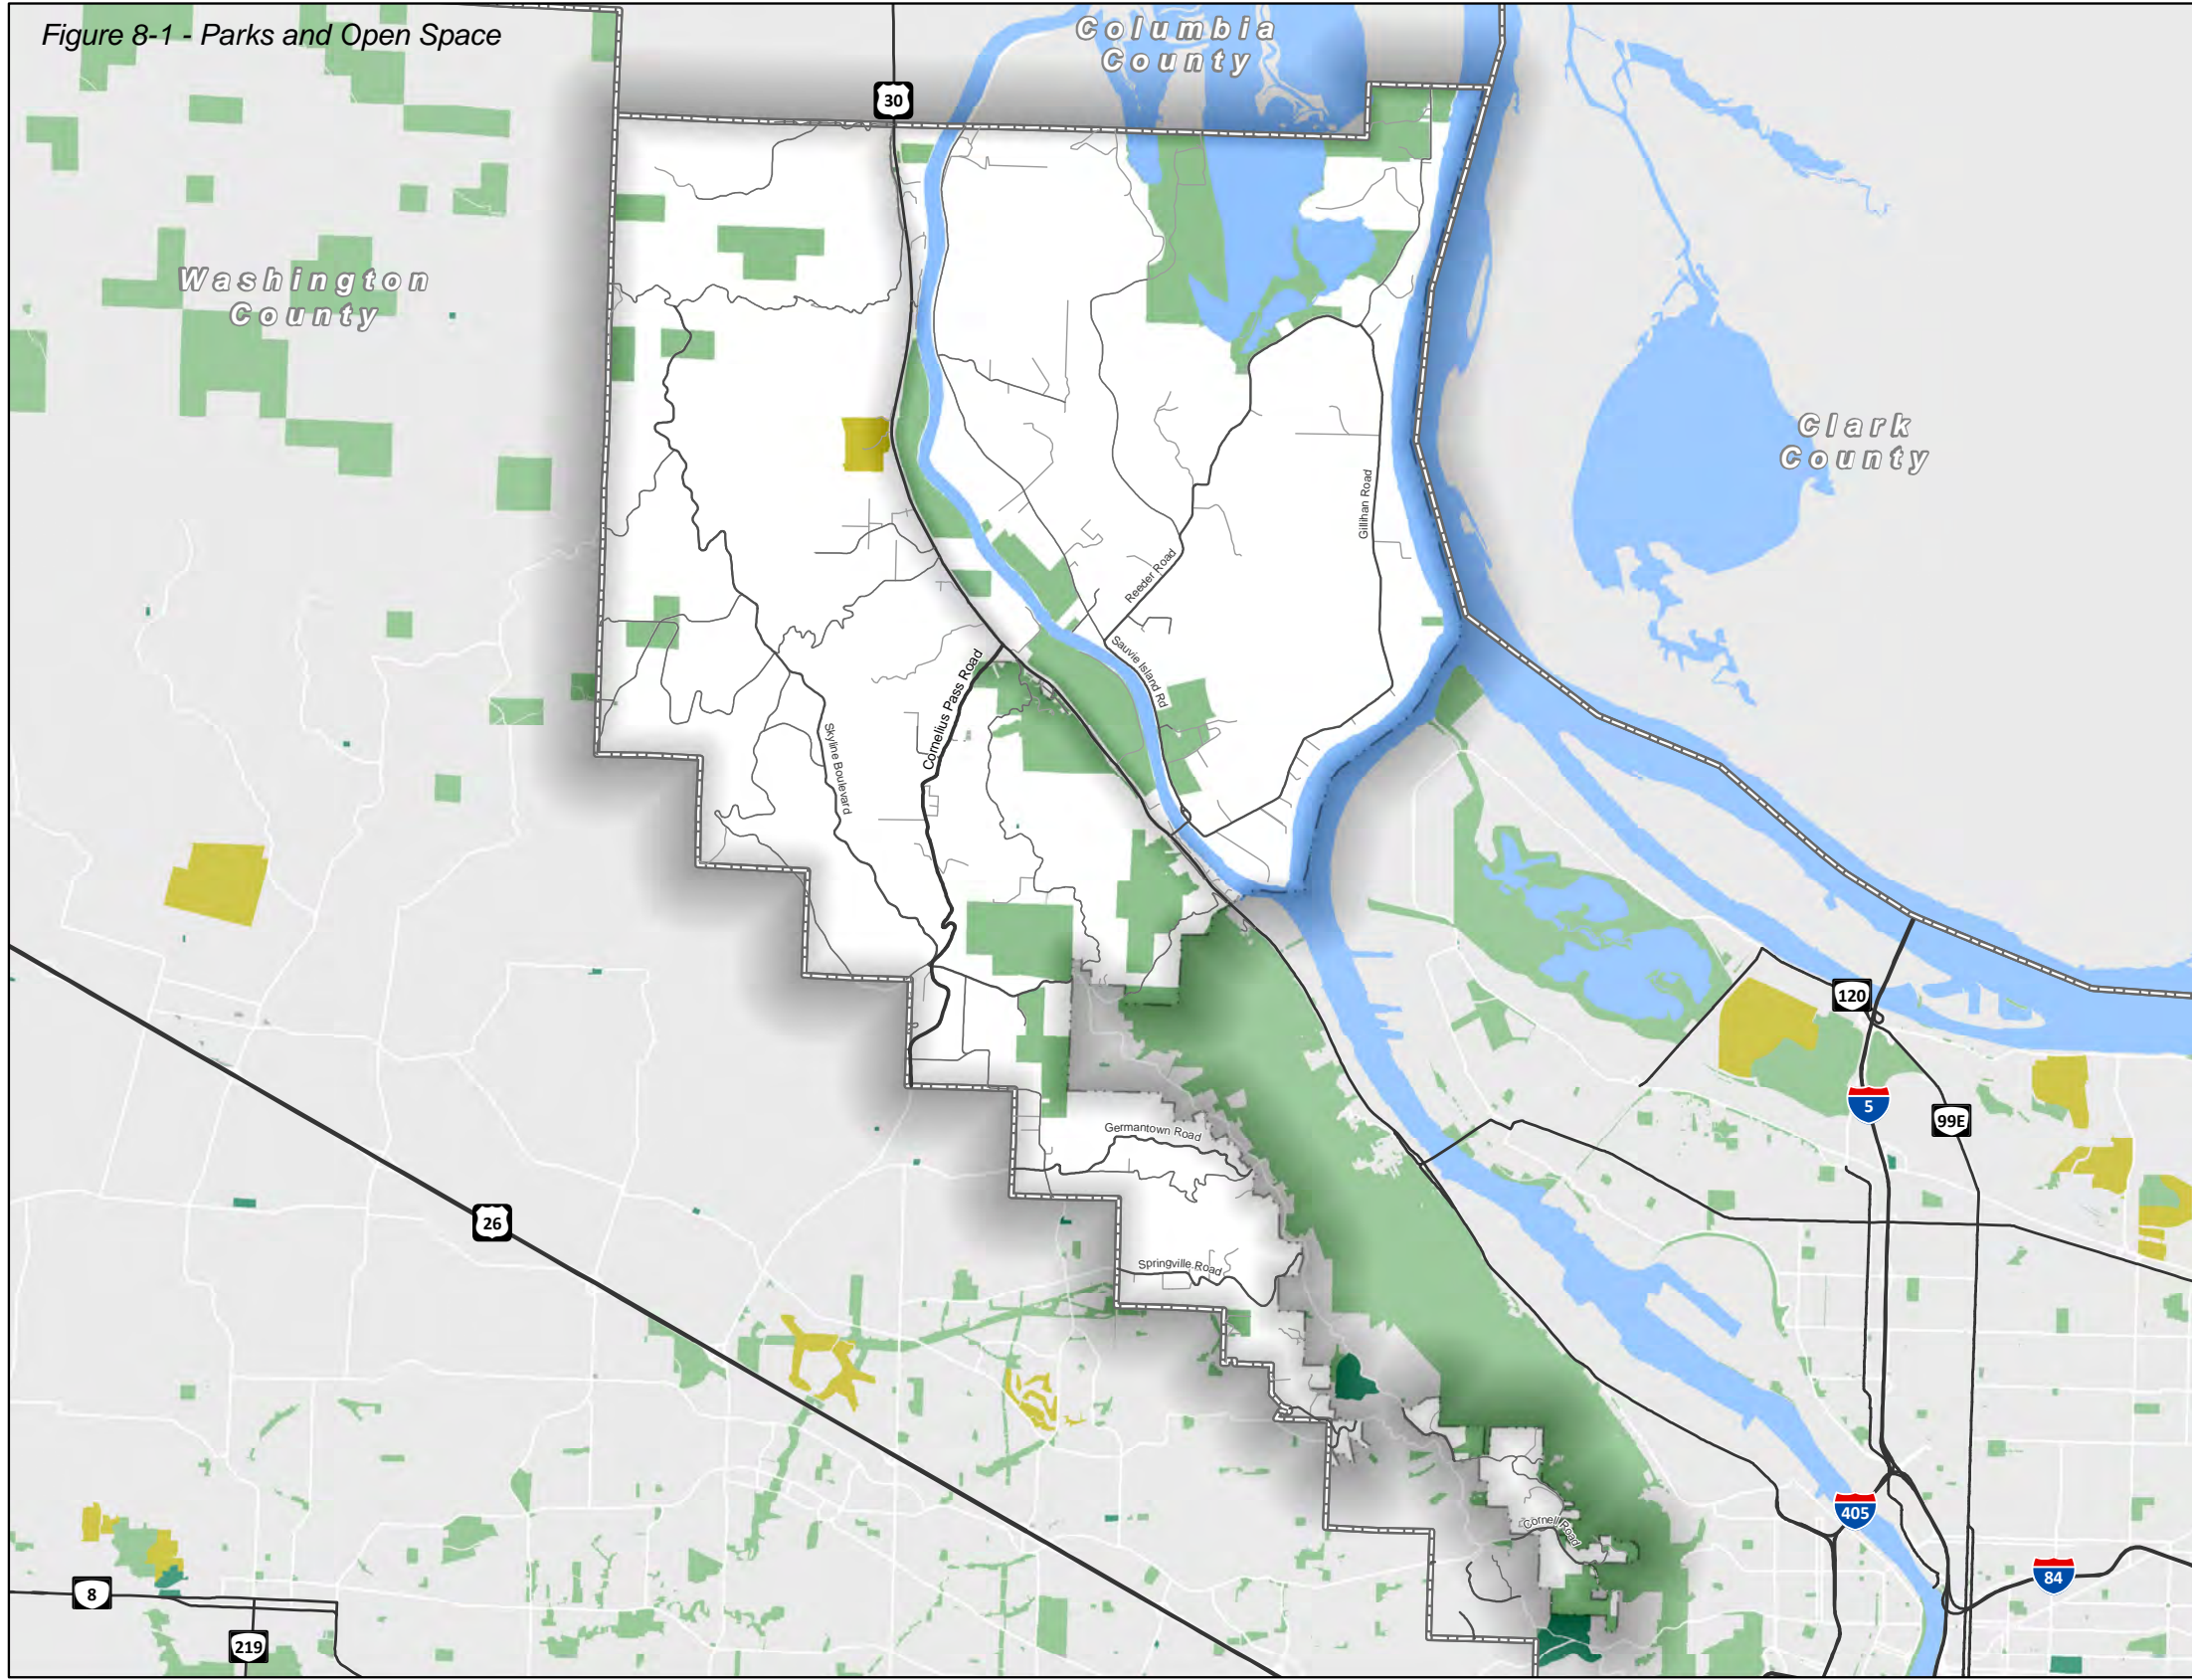 Figure 8-1 - Parks and Open Space
Columbia
County
30
Washington
County
Clark
County
Gillihan Road
Reeder Road
Sauvie Island Rd
Cornelius Pass Road
Skyline Boulevard
120
5
99E
Germantown Road
26
Springville Road
405
Cornell Road
84
8
219